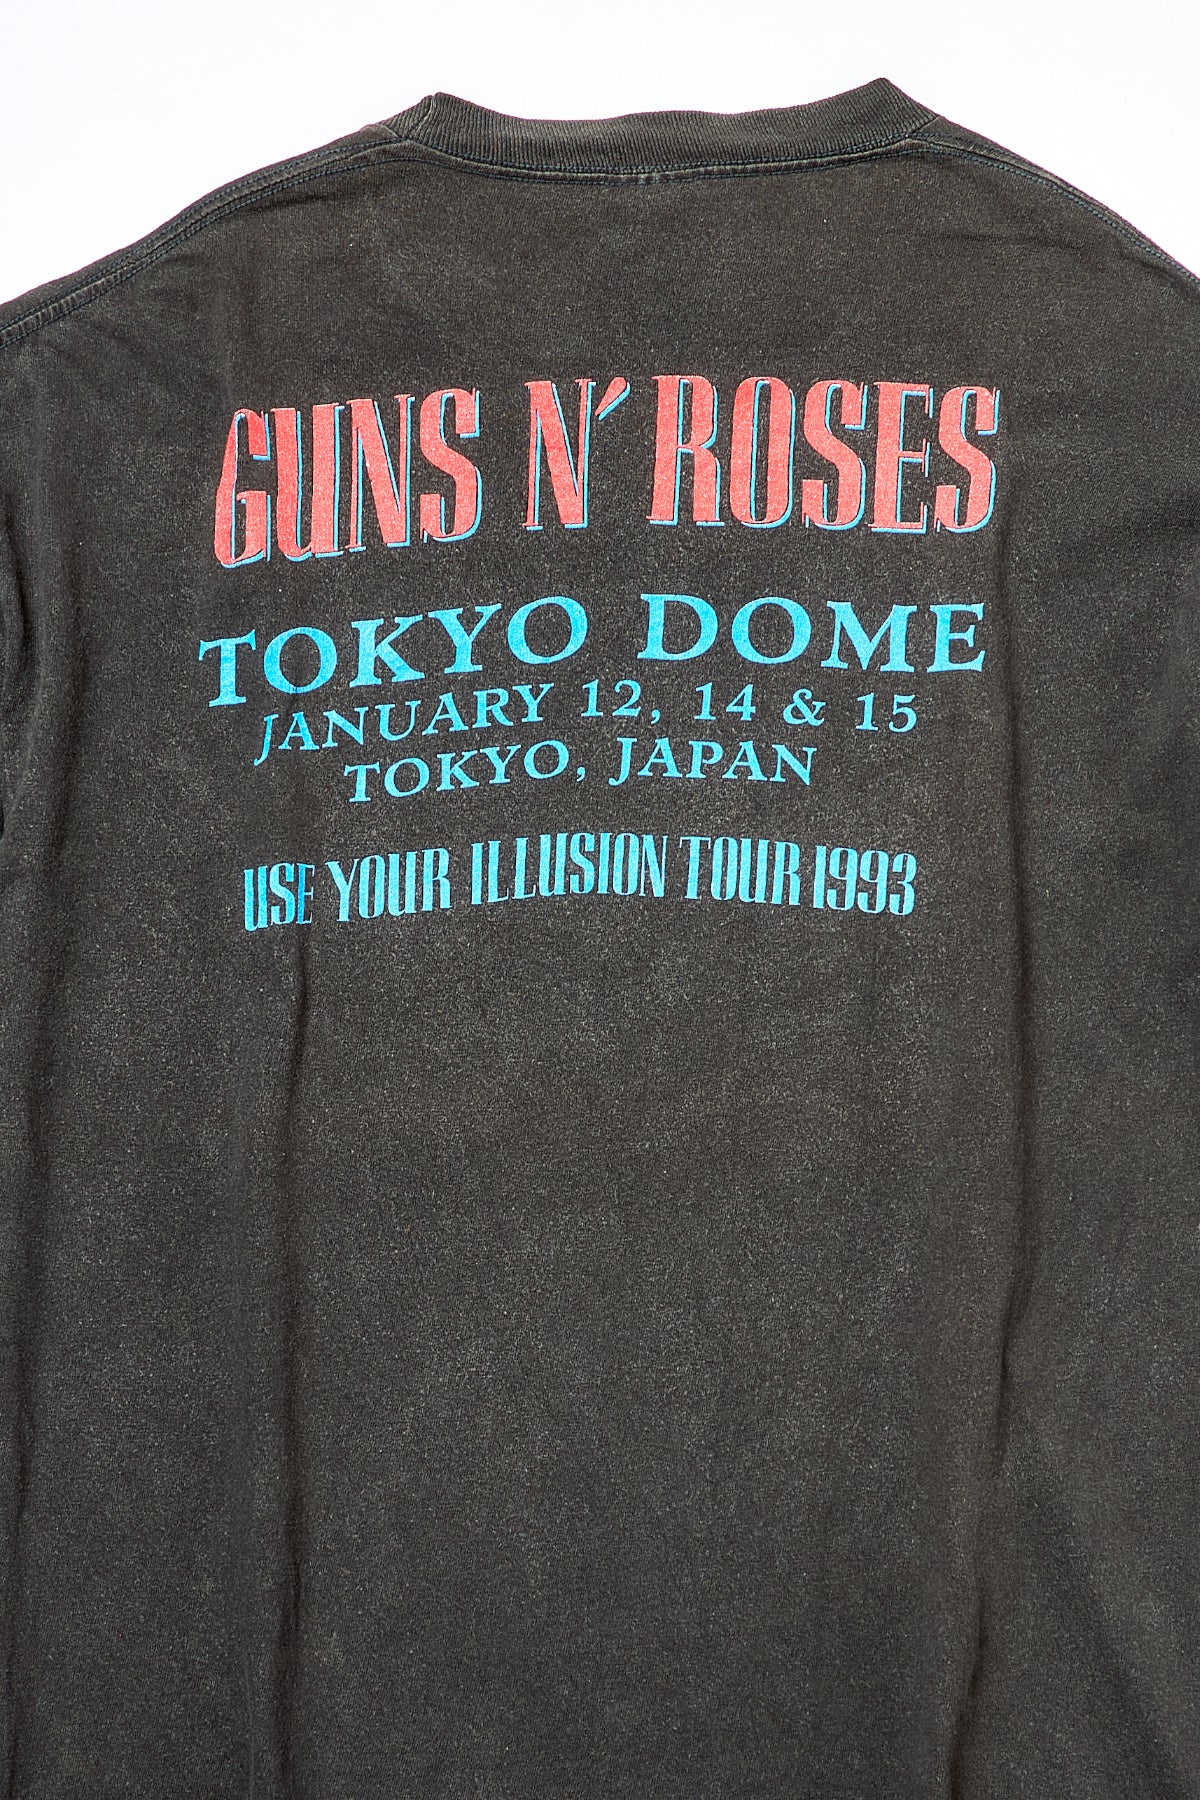 GUNS N' ROSES
TOKYO DOME
JANUARY 12, 14 & 15
TOKYO, JAPAN
USE YOUR ILLUSION TOUR 1993